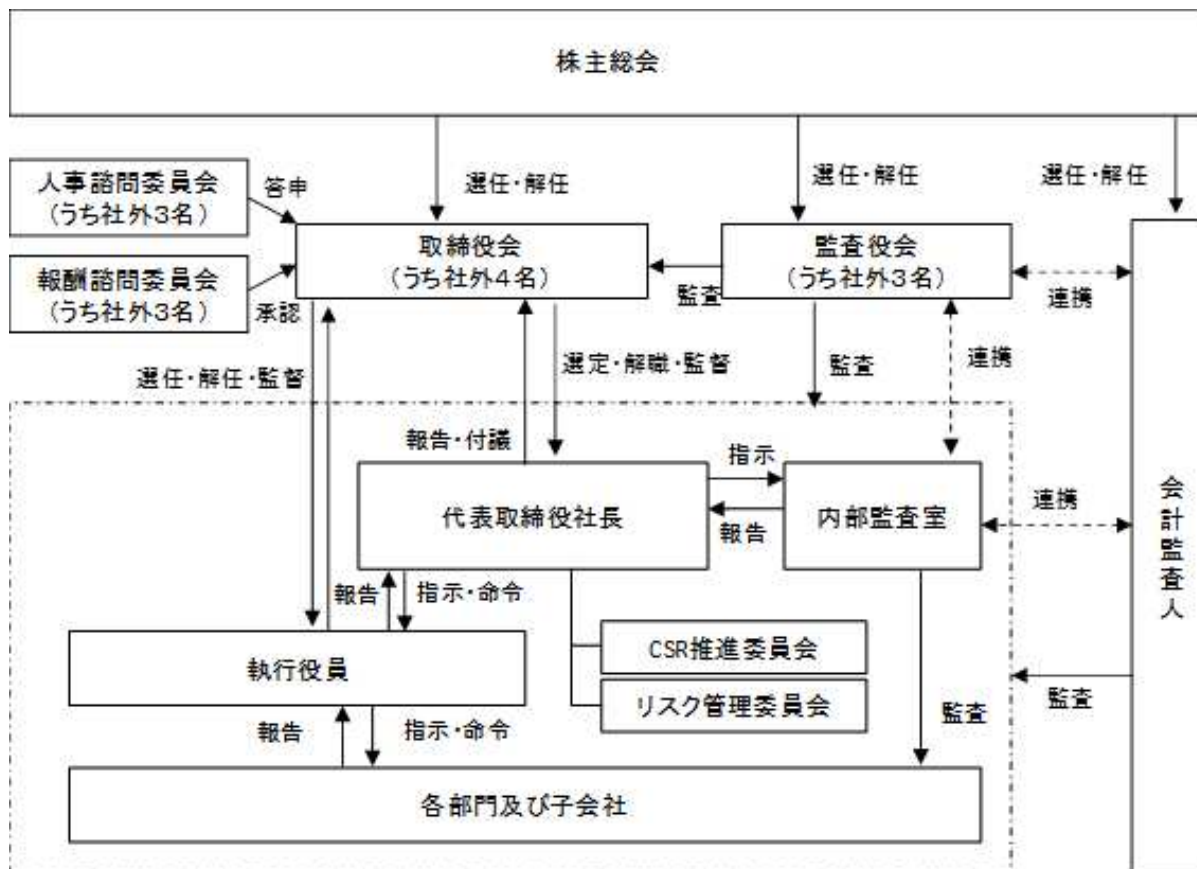 株主総会
選任・解任
選任・解任
選任・解任
人事諮問委員会
(うち社外3名)
答申
報酬諮問委員会
(うち社外3名)
承認
取締役会
(うち社外4名)
監査
監査役会
(うち社外3名)
連携
選任・解任・監督
選定・解職・監督
監査
連携
報告・付議
代表取締役社長
指示
報告
内部監査室
連携
会計監査人
報告
指示・命令
執行役員
CSR推進委員会
リスク管理委員会
監査
監査
報告
指示・命令
各部門及び子会社